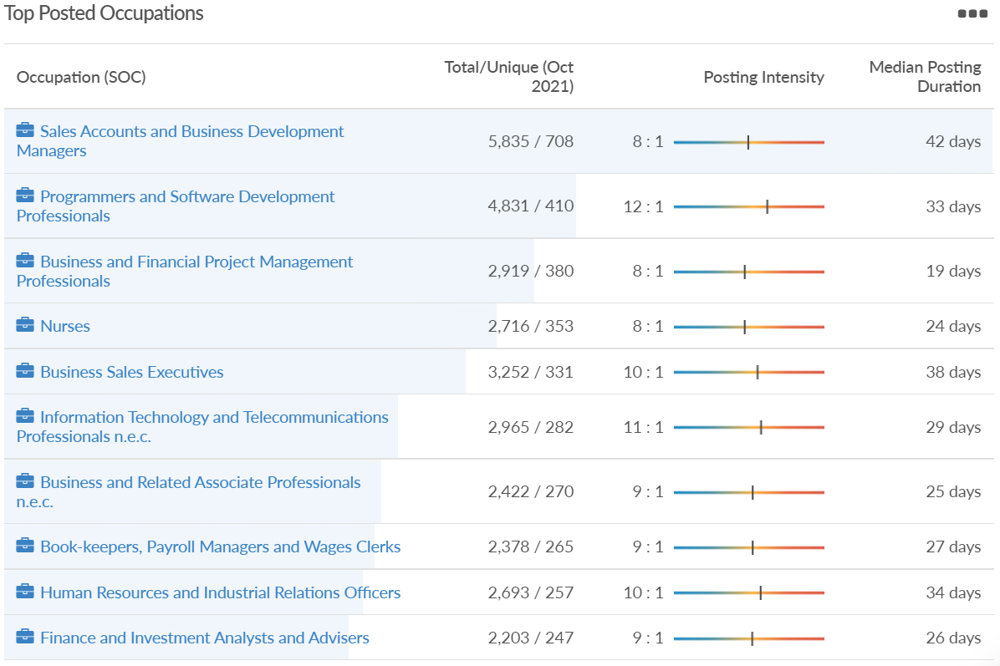 Top Posted Occupations
Occupation (SOC)
Total/Unique (Oct
2021)
Posting Intensity
Median Posting
Duration
Sales Accounts and Business Development
Managers
5,835 / 708
8 : 1
42 days
Programmers and Software Development
Professionals
4,831 / 410
12 : 1
33 days
Business and Financial Project Management
Professionals
2,919 / 380
8 : 1
19 days
Nurses
2,716 / 353
8 : 1
24 days
Business Sales Executives
3,252 / 331
10 : 1
38 days
Information Technology and Telecommunications
Professionals n.e.c.
2,965 / 282
11 : 1
29 days
Business and Related Associate Professionals
n.e.c.
2,422 / 270
9 : 1
25 days
Book-keepers, Payroll Managers and Wages Clerks
2,378 / 265
9 : 1
27 days
Human Resources and Industrial Relations Officers
2,693 / 257
10 : 1
34 days
Finance and Investment Analysts and Advisers
2,203 / 247
9 : 1
26 days